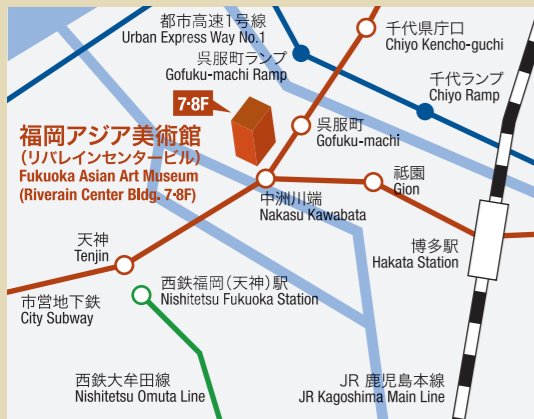 都市高速1号線
Urban Express Way No.1
千代県庁口
Chiyo Kencho-guchi
呉服町ランプ
Gofuku-machi Ramp
千代ランプ
Chiyo Ramp
7·8F
呉服町
Gofuku-machi
福岡アジア美術館
(リバレインセンタービル)
Fukuoka Asian Art Museum
(Riverain Center Bldg. 7·8F)
祇園
Gion
中洲川端
Nakasu Kawabata
天神
Tenjin
博多駅
Hakata Station
西鉄福岡(天神)駅
Nishitetsu Fukuoka Station
市営地下鉄
City Subway
西鉄大牟田線
Nishitetsu Omuta Line
JR 鹿児島本線
JR Kagoshima Main Line